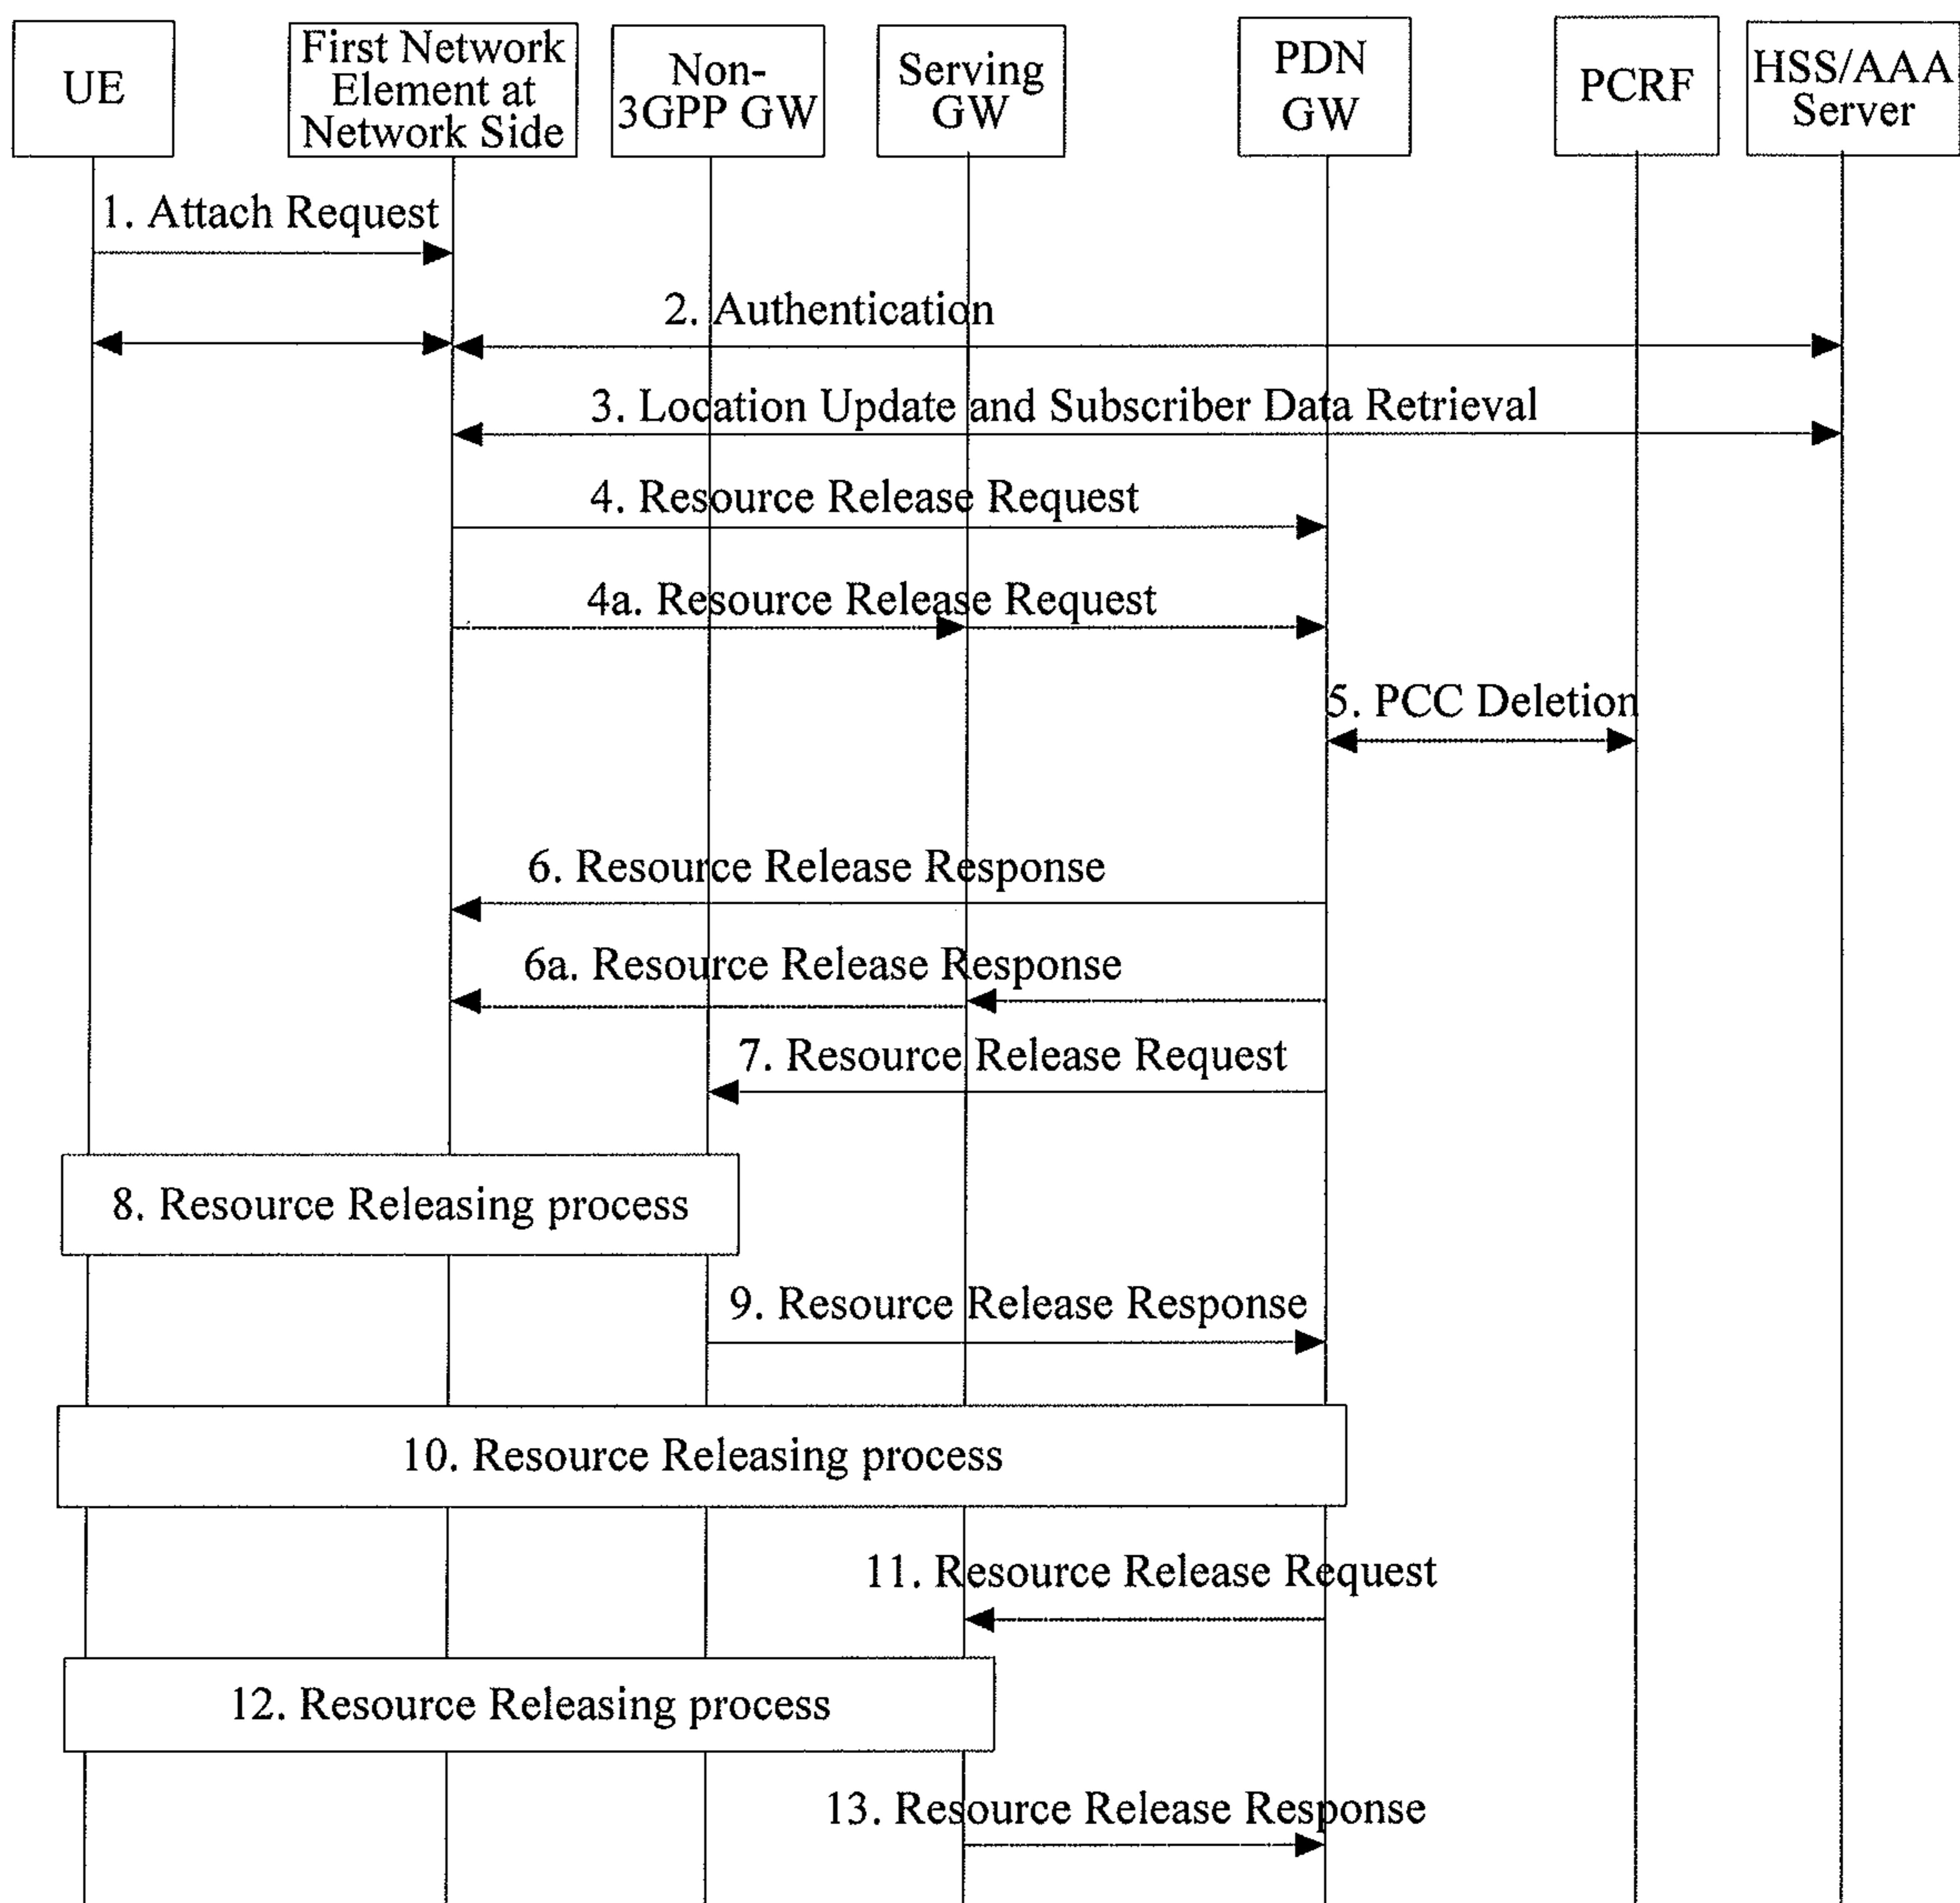 UE
First Network
Element at
Network Side
Non-
3GPP GW
Serving
GW
PDN
GW
PCRF
HSS/AAA
Server
1. Attach Request
2. Authentication
3. Location Update and Subscriber Data Retrieval
4. Resource Release Request
4a. Resource Release Request
5. PCC Deletion
6. Resource Release Response
6a. Resource Release Response
7. Resource Release Request
8. Resource Releasing process
9. Resource Release Response
10. Resource Releasing process
11. Resource Release Request
12. Resource Releasing process
13. Resource Release Response